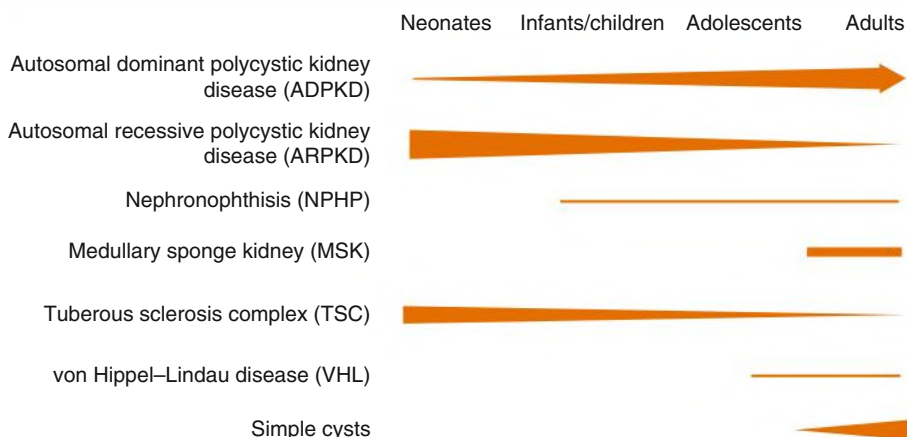 Neonates Infants/children Adolescents Adults
Autosomal dominant polycystic kidney
disease (ADPKD)
Autosomal recessive polycystic kidney
disease (ARPKD)
Nephronophthisis (NPHP)
Medullary sponge kidney (MSK)
Tuberous sclerosis complex (TSC)
von Hippel–Lindau disease (VHL)
Simple cysts